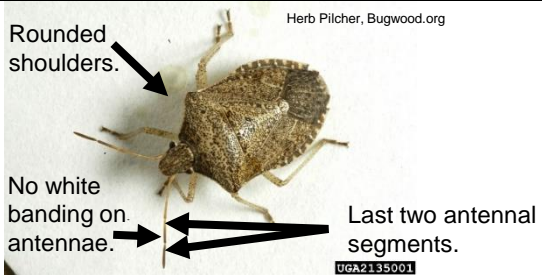 Herb Pilcher, Bugwood.org
Rounded
shoulders.
No white
banding on
antennae.
Last two antennal
segments.
UGA2135001